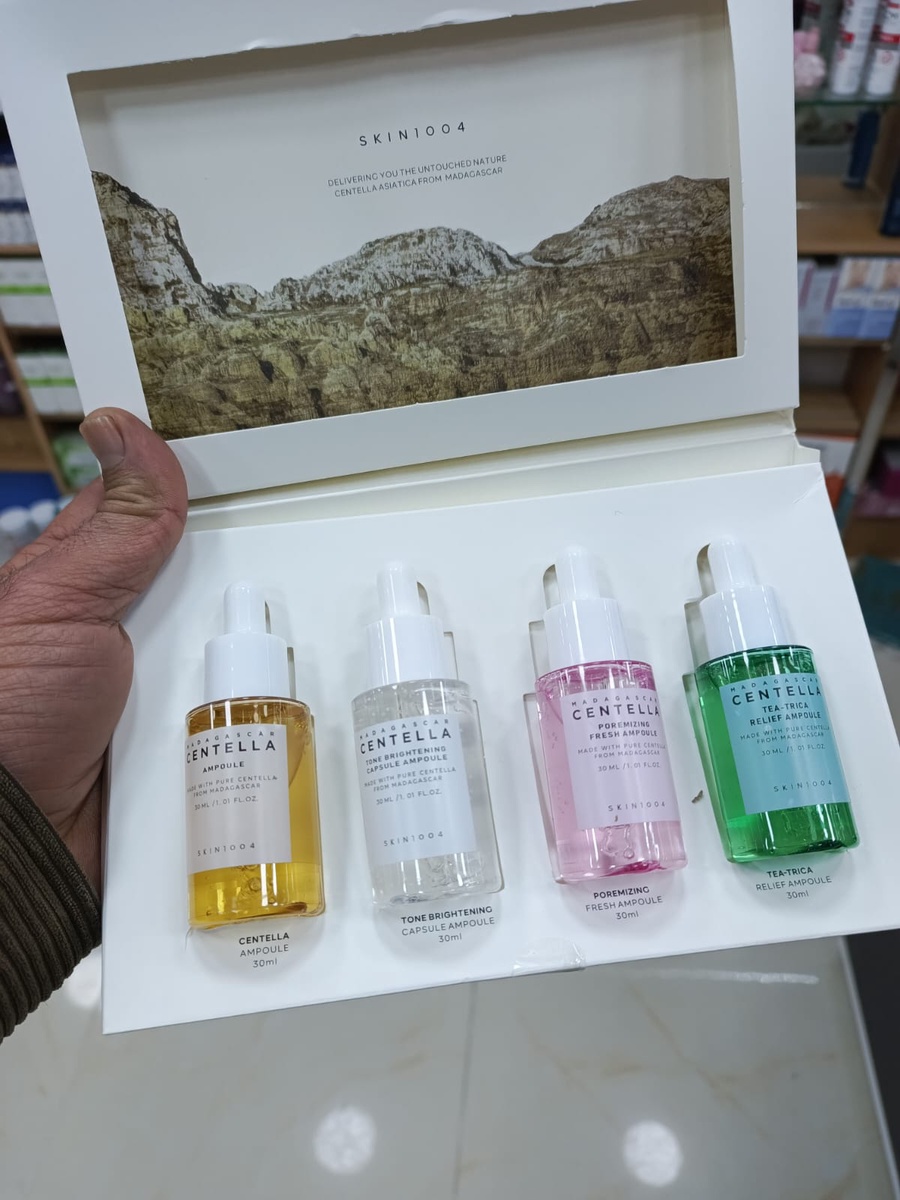 SKIN1004
DELIVERING YOU THE UNTOUCHED NATURE
CENTELLA ASIATICA FROM MADAGASCAR
MADAGASCAR
CENTELLA
AMPOULE
MADE WITH PURE CENTELLA
FROM MADAGASCAR
30 ML / 1. 01 FL.OZ.
SKIN1004
CENTELLA
AMPOULE
30ml
MADAGASCAR
CENTELLA
TONE BRIGHTENING
CAPSULE AMPOULE
MADE WITH PURE CENTELLA
FROM MADAGASCAR
30 ML / 1. 01 FL.OZ.
SKIN1004
TONE BRIGHTENING
CAPSULE AMPOULE
30ml
MADAGASCAR
CENTELLA
POREMIZING
FRESH AMPOULE
MADE WITH PURE CENTELLA
FROM MADAGASCAR
30 ML / 1. 01 FL.OZ.
SKIN1004
POREMIZING
FRESH AMPOULE
30ml
MADAGASCAR
CENTELLA
TEA-TRICA
RELIEF AMPOULE
MADE WITH PURE CENTELLA
FROM MADAGASCAR
30 ML / 1. 01 FL.OZ.
SKIN1004
TEA-TRICA
RELIEF AMPOULE
30ml